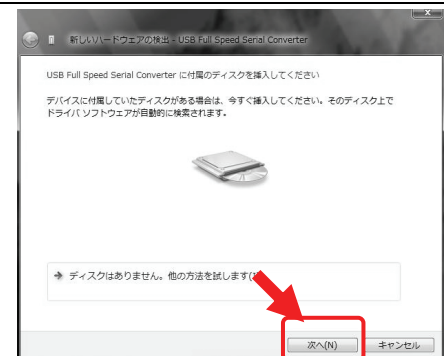 新しいハードウェアの検出 - USB Full Speed Serial Converter
USB Full Speed Serial Converter に付属のディスクを挿入してください
デバイスに付属していたディスクがある場合は、今すぐ挿入してください。そのディスク上で
ドライバ ソフトウェアが自動的に検索されます。
ディスクはありません。他の方法を試します(
次へ(N)
キャンセル